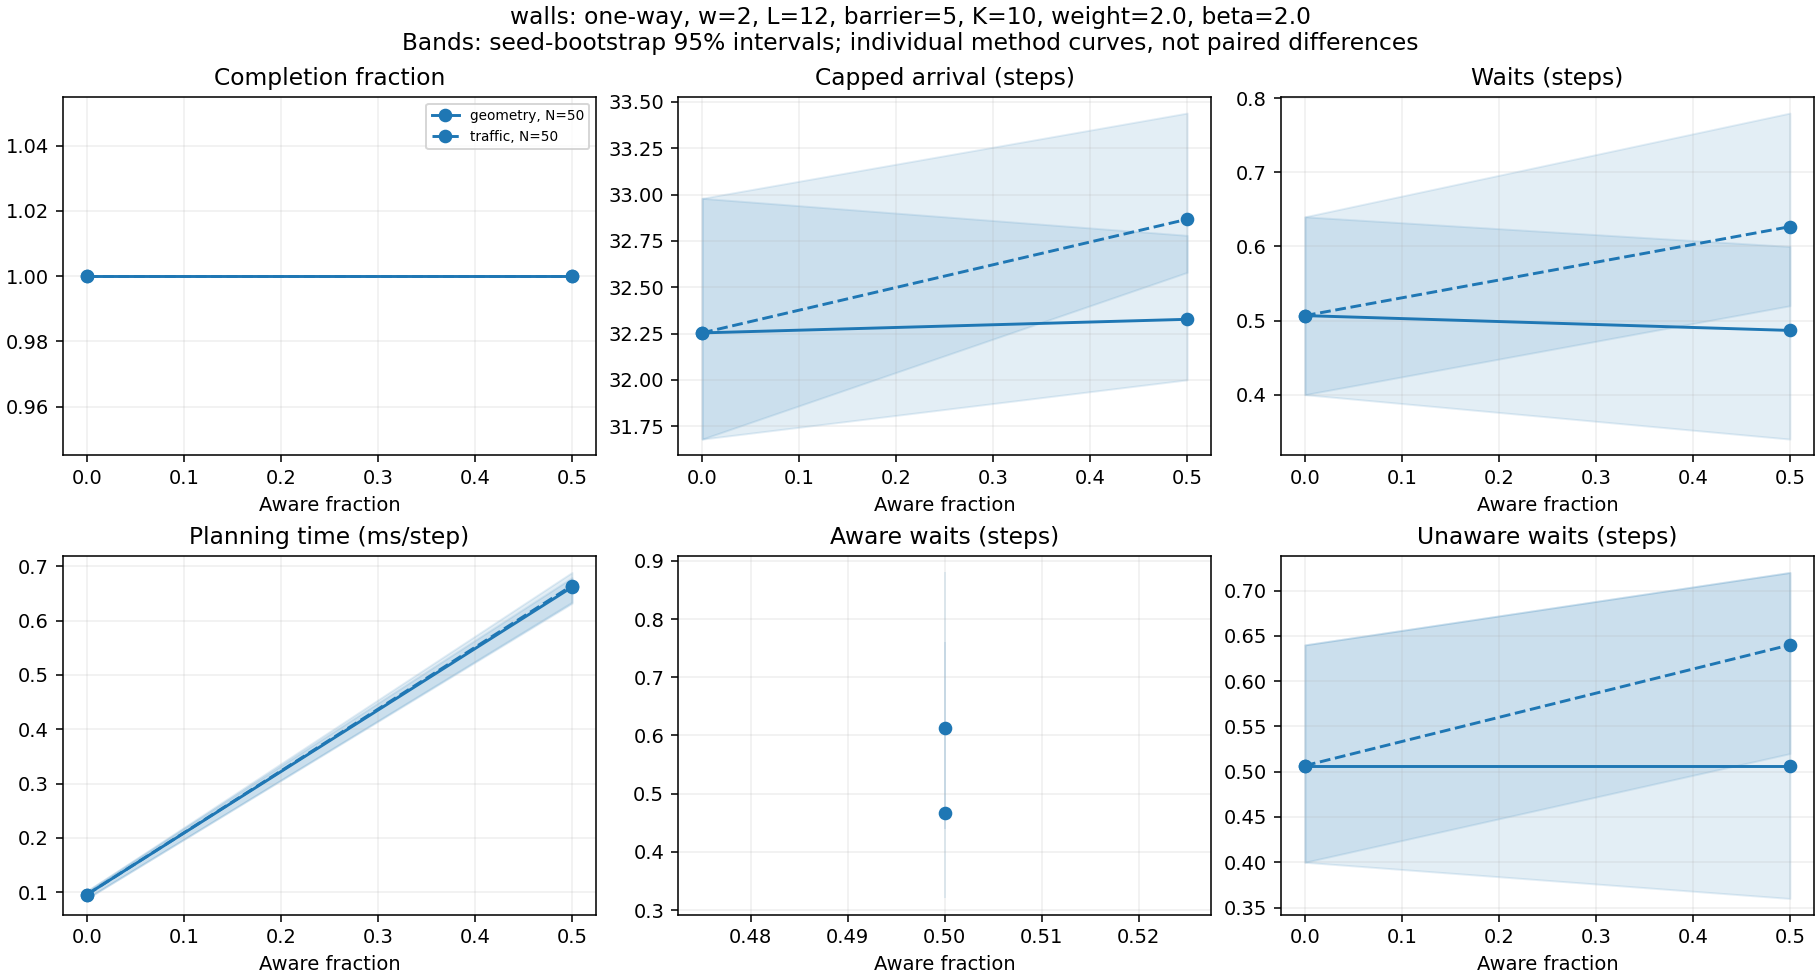 walls: one-way, w=2, L=12, barrier=5, K=10, weight=2.0, beta=2.0
Bands: seed-bootstrap 95% intervals; individual method curves, not paired differences
Completion fraction
geometry, N=50
traffic, N=50
1.04
1.02
1.00
0.98
0.96
0.0 0.1 0.2 0.3 0.4 0.5
Aware fraction
Capped arrival (steps)
33.50
33.25
33.00
32.75
32.50
32.25
32.00
31.75
0.0 0.1 0.2 0.3 0.4 0.5
Aware fraction
Waits (steps)
0.8
0.7
0.6
0.5
0.4
0.0 0.1 0.2 0.3 0.4 0.5
Aware fraction
Planning time (ms/step)
0.7
0.6
0.5
0.4
0.3
0.2
0.1
0.0 0.1 0.2 0.3 0.4 0.5
Aware fraction
Aware waits (steps)
0.9
0.8
0.7
0.6
0.5
0.4
0.3
0.48 0.49 0.50 0.51 0.52
Aware fraction
Unaware waits (steps)
0.70
0.65
0.60
0.55
0.50
0.45
0.40
0.35
0.0 0.1 0.2 0.3 0.4 0.5
Aware fraction